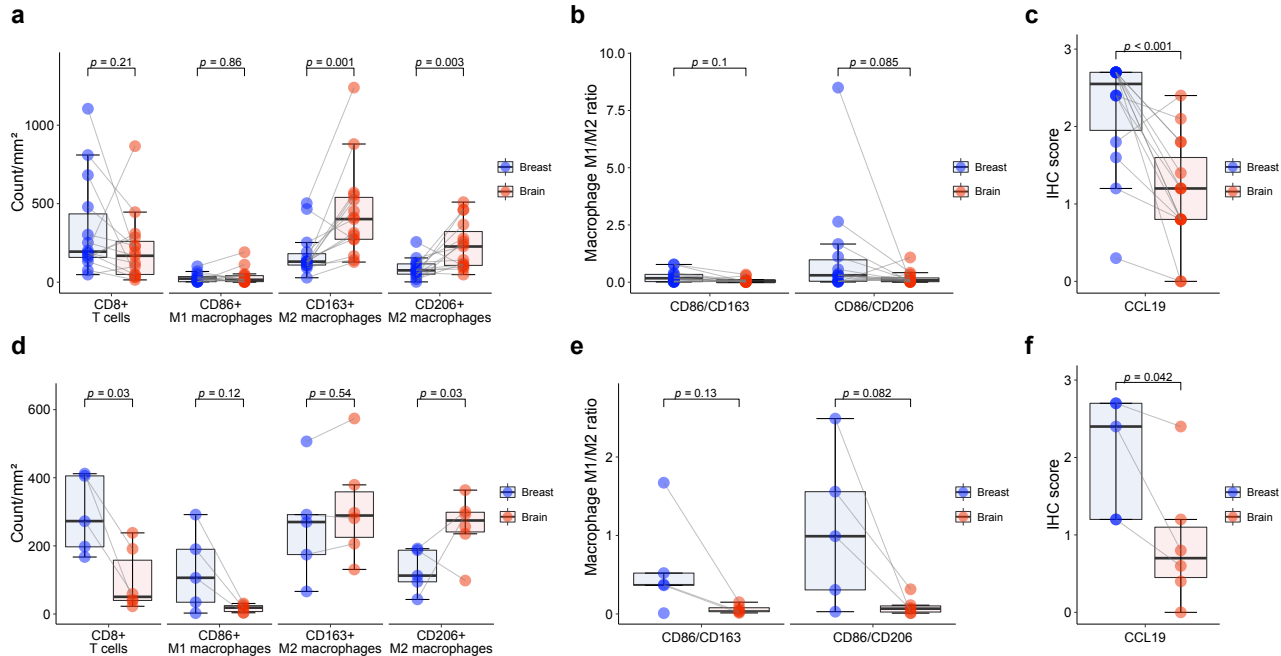 a
b
c
p = 0.21
p = 0.86
p = 0.001
p = 0.003
Count/mm²
1000
500
0
CD8+
T cells
CD86+
M1 macrophages
CD163+
M2 macrophages
CD206+
M2 macrophages
Breast
Brain
p = 0.1
p = 0.085
Macrophage M1/M2 ratio
10.0
7.5
5.0
2.5
0.0
CD86/CD163
CD86/CD206
Breast
Brain
p < 0.001
IHC score
3
2
1
0
CCL19
Breast
Brain
d
e
f
p = 0.03
p = 0.12
p = 0.54
p = 0.03
Count/mm²
600
400
200
0
CD8+
T cells
CD86+
M1 macrophages
CD163+
M2 macrophages
CD206+
M2 macrophages
Breast
Brain
p = 0.13
p = 0.082
Macrophage M1/M2 ratio
2
1
0
CD86/CD163
CD86/CD206
Breast
Brain
p = 0.042
IHC score
3
2
1
0
CCL19
Breast
Brain